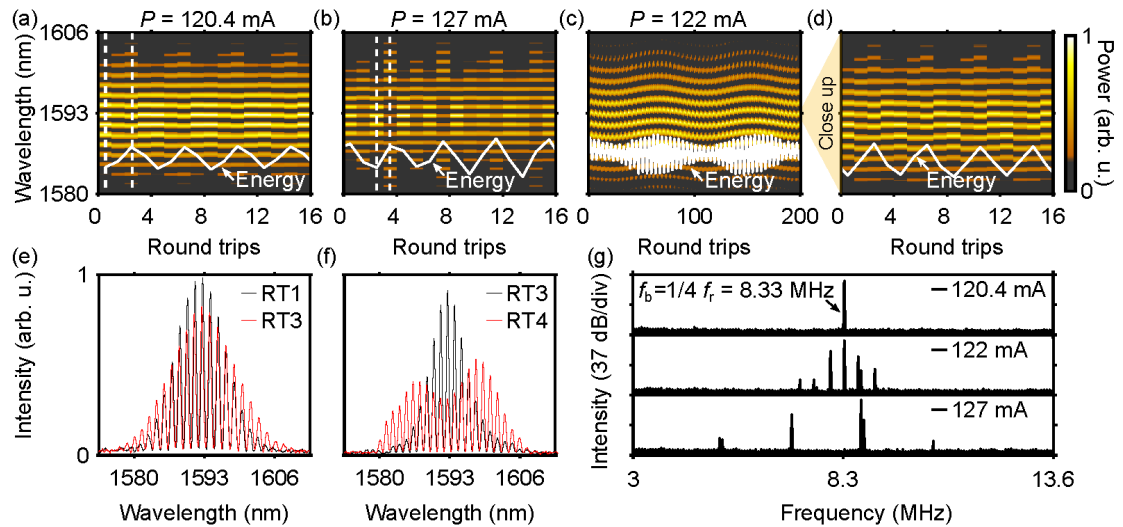 (a) P = 120.4 mA (b) P = 127 mA (c) P = 122 mA (d)
1606
1593
1580
Wavelength (nm)
Energy
Energy
Energy
Close up
Energy
1
0
Power (arb. u.)
0 4 8 12 16
0 4 8 12 16
0 100 200
0 4 8 12 16
Round trips
Round trips
Round trips
Round trips
(e) (f) (g)
1
0
Intensity (arb. u.)
RT1
RT3
RT3
RT4
1580 1593 1606
1580 1593 1606
Wavelength (nm)
Wavelength (nm)
Intensity (37 dB/div)
fb=1/4 fr = 8.33 MHz
120.4 mA
122 mA
127 mA
3 8.3 13.6
Frequency (MHz)